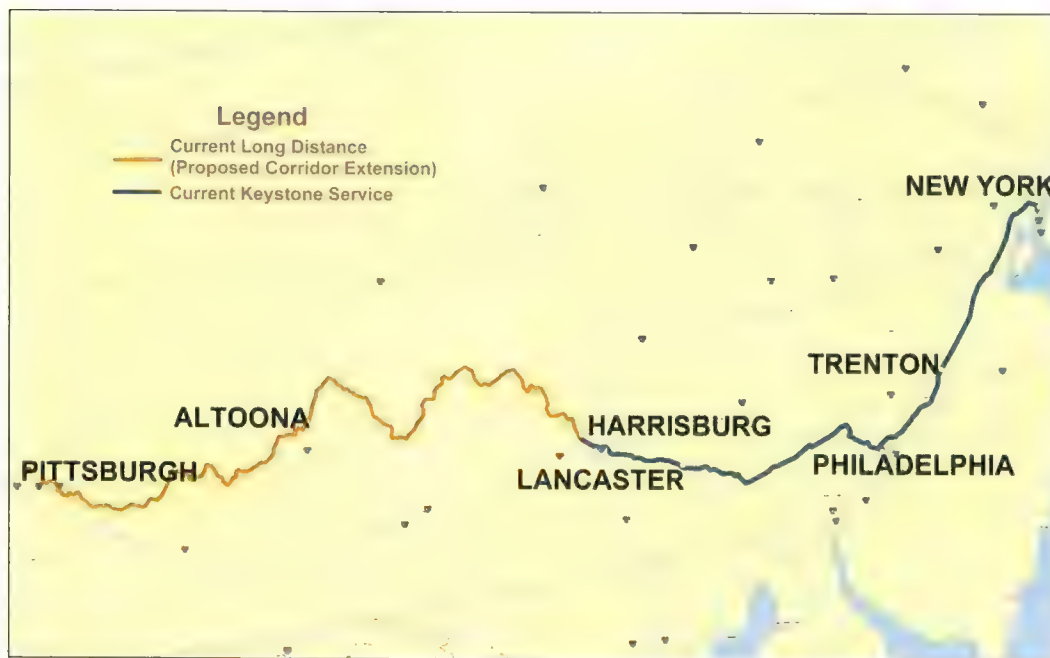 Legend
Current Long Distance
(Proposed Corridor Extension)
Current Keystone Service
NEW YORK
TRENTON
ALTOONA
HARRISBURG
PITTSBURGH
LANCASTER
PHILADELPHIA